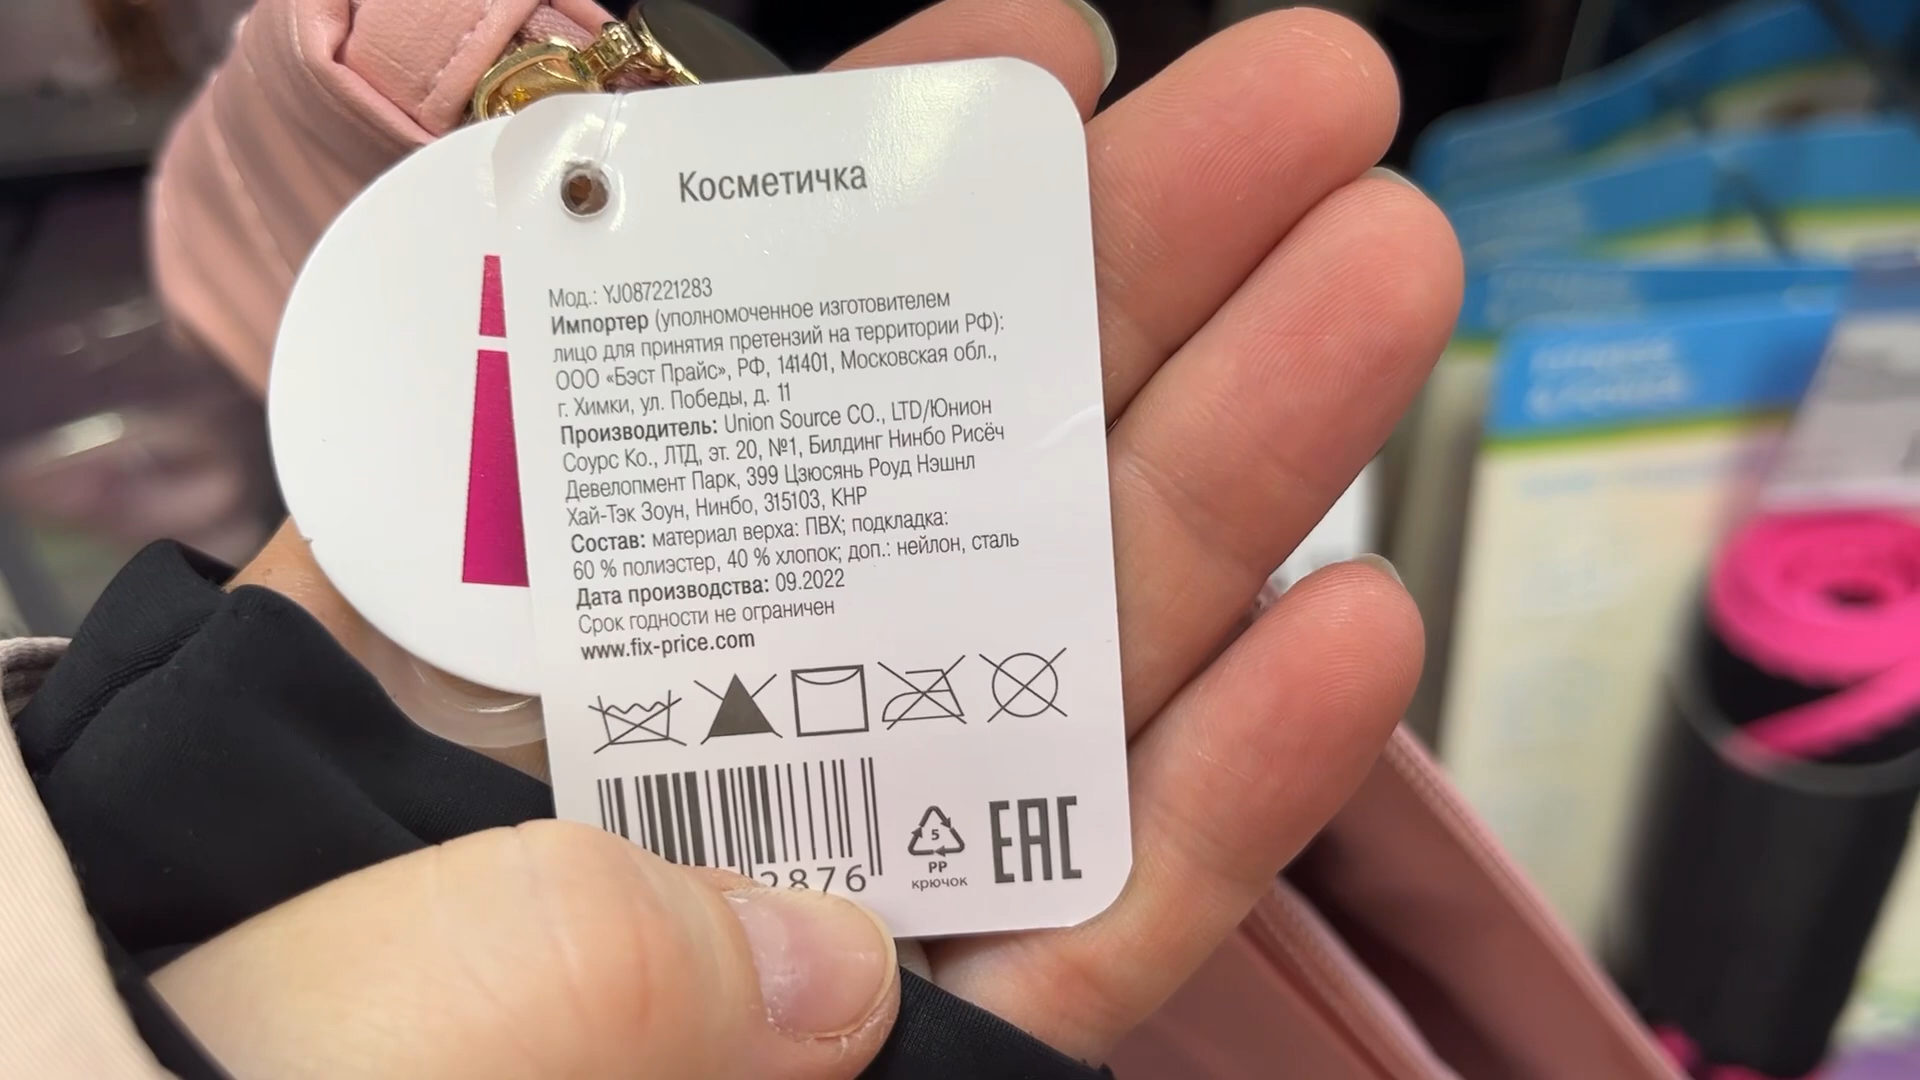 Косметичка
Мод.: YJ087221283
Импортер (уполномоченное изготовителем
лицо для принятия претензий на территории РФ):
ООО «Бэст Прайс», РФ, 141401, Московская обл.,
г. Химки, ул. Победы, д. 11
Производитель: Union Source CO., LTD/Юнион
Соурс Ко., ЛТД, эт. 20, №1, Билдинг Нинбо Рисёч
Девелопмент Парк, 399 Цзюсянь Роуд Нэшнл
Хай-Тэк Зоун, Нинбо, 315103, КНР
Состав: материал верха: ПВХ; подкладка:
60 % полиэстер, 40 % хлопок; доп.: нейлон, сталь
Дата производства: 09.2022
Срок годности не ограничен
www.fix-price.com
2876
5
PP
крючок
EAC